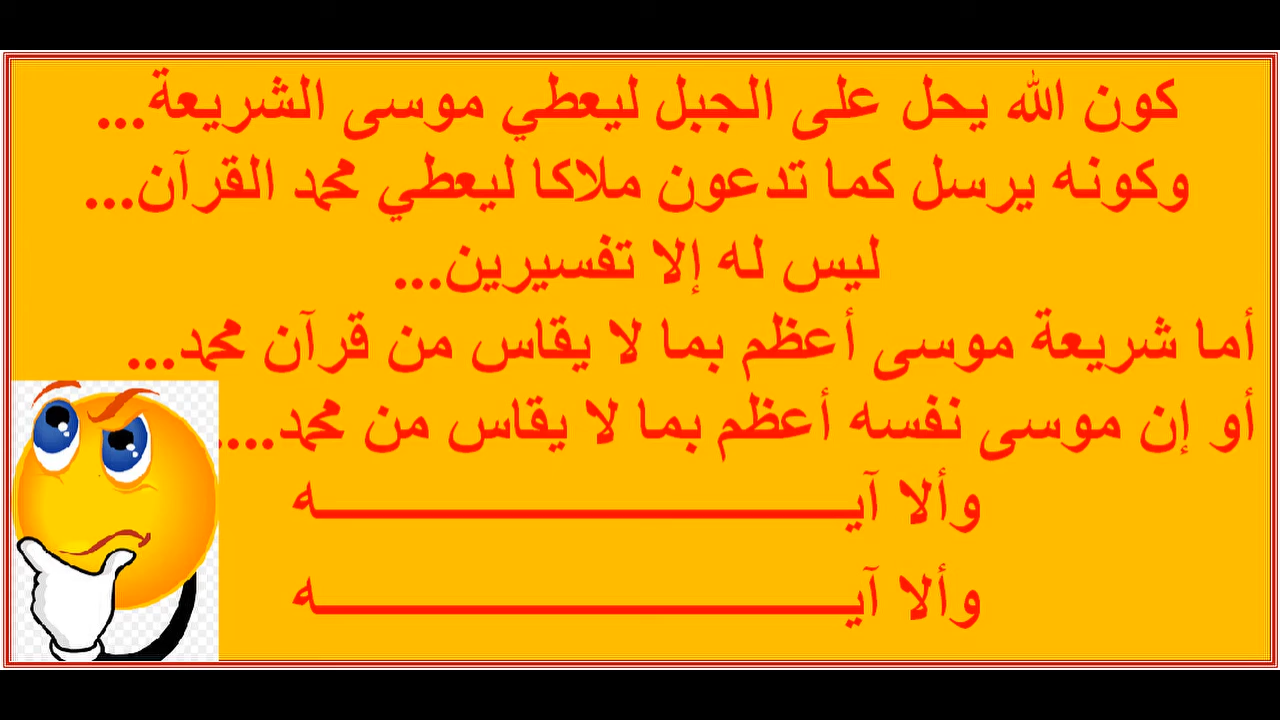 كون الله يحل على الجبل ليعطي موسى الشريعة...
وكونه يرسل كما تدعون ملاكا ليعطي محمد القرآن...
ليس له إلا تفسيرين...
أما شريعة موسى أعظم بما لا يقاس من قرآن محمد...
أو إن موسى نفسه أعظم بما لا يقاس من محمد....
وألا آيـــــــــــــــــــــــــــــــــــــه
وألا آيـــــــــــــــــــــــــــــــــــــه